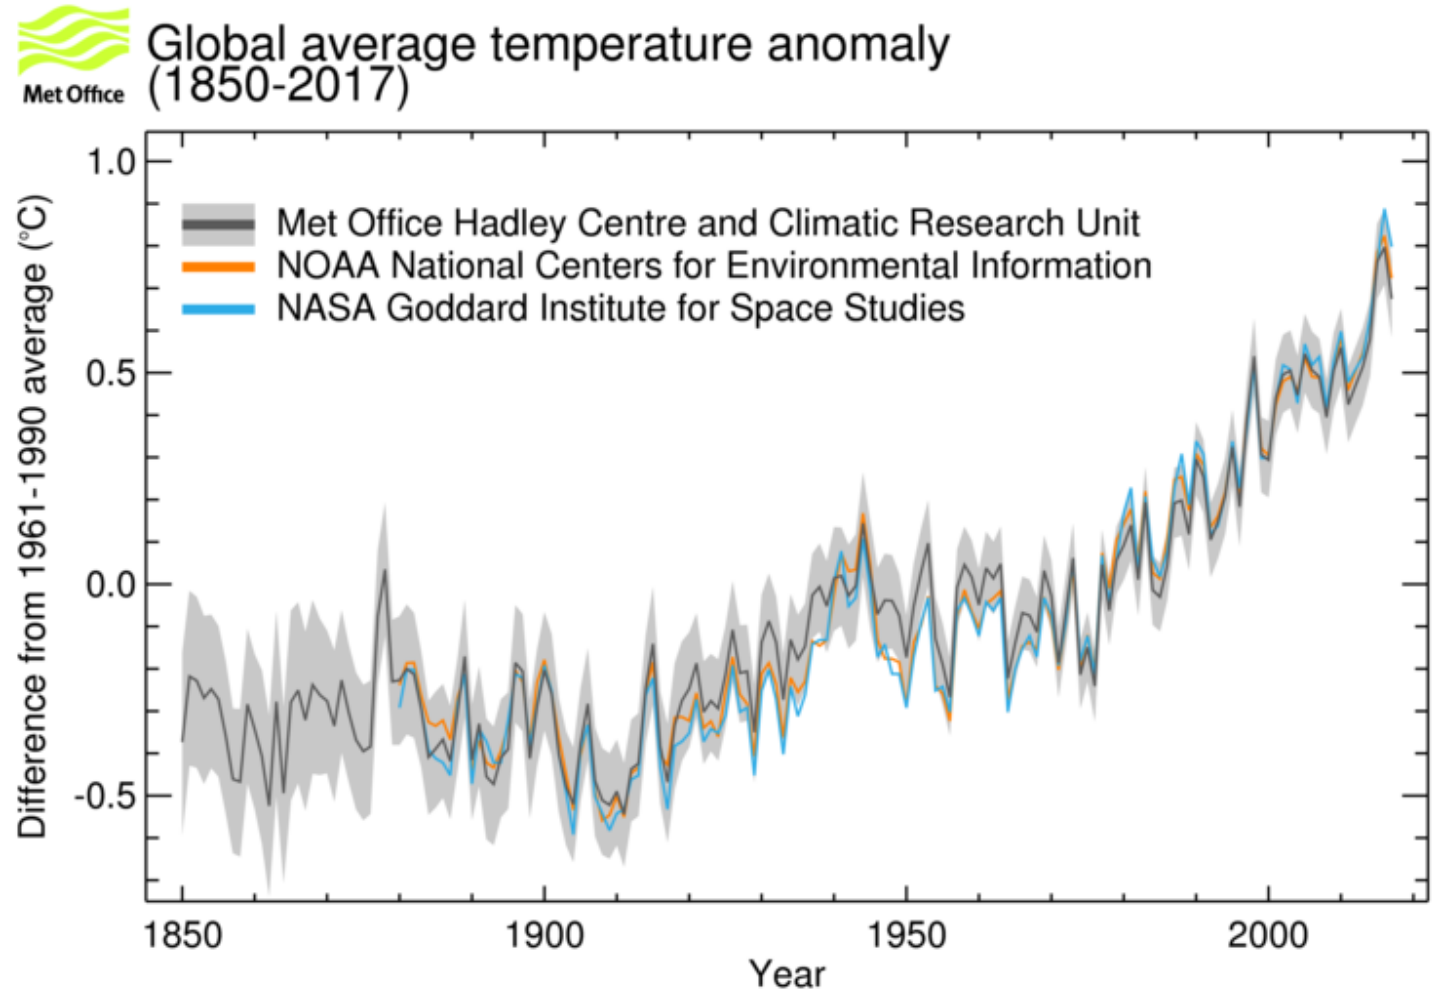 Met Office
Global average temperature anomaly
(1850-2017)
Difference from 1961-1990 average (°C)
1.0
0.5
0.0
-0.5
Met Office Hadley Centre and Climatic Research Unit
NOAA National Centers for Environmental Information
NASA Goddard Institute for Space Studies
1850 1900 1950 2000
Year